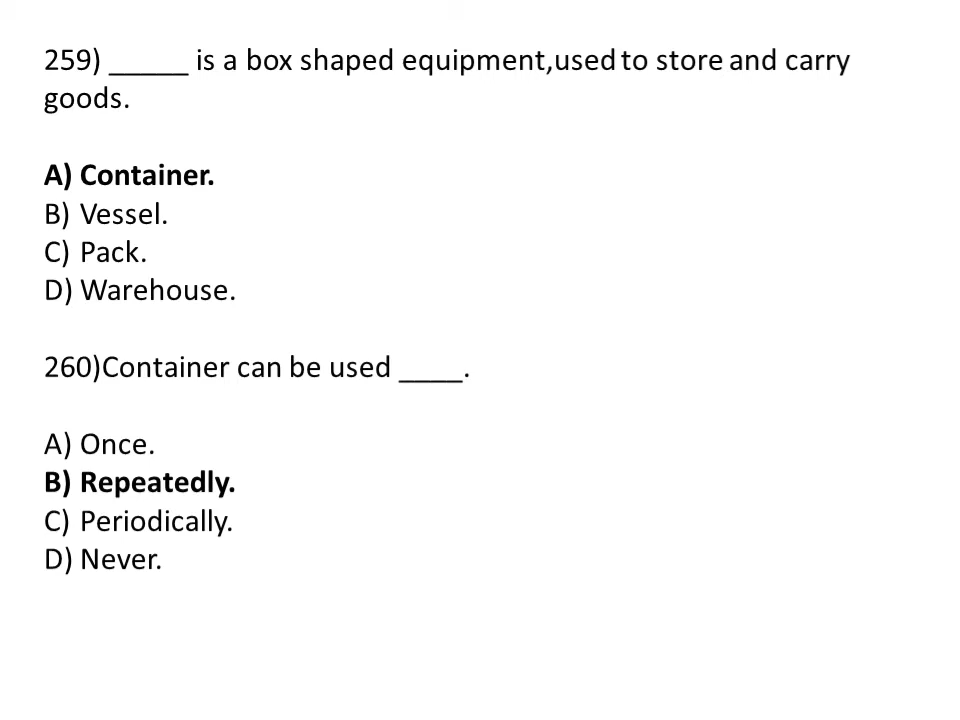 259) _____ is a box shaped equipment,used to store and carry
goods.
A) Container.
B) Vessel.
C) Pack.
D) Warehouse.
260)Container can be used ____.
A) Once.
B) Repeatedly.
C) Periodically.
D) Never.